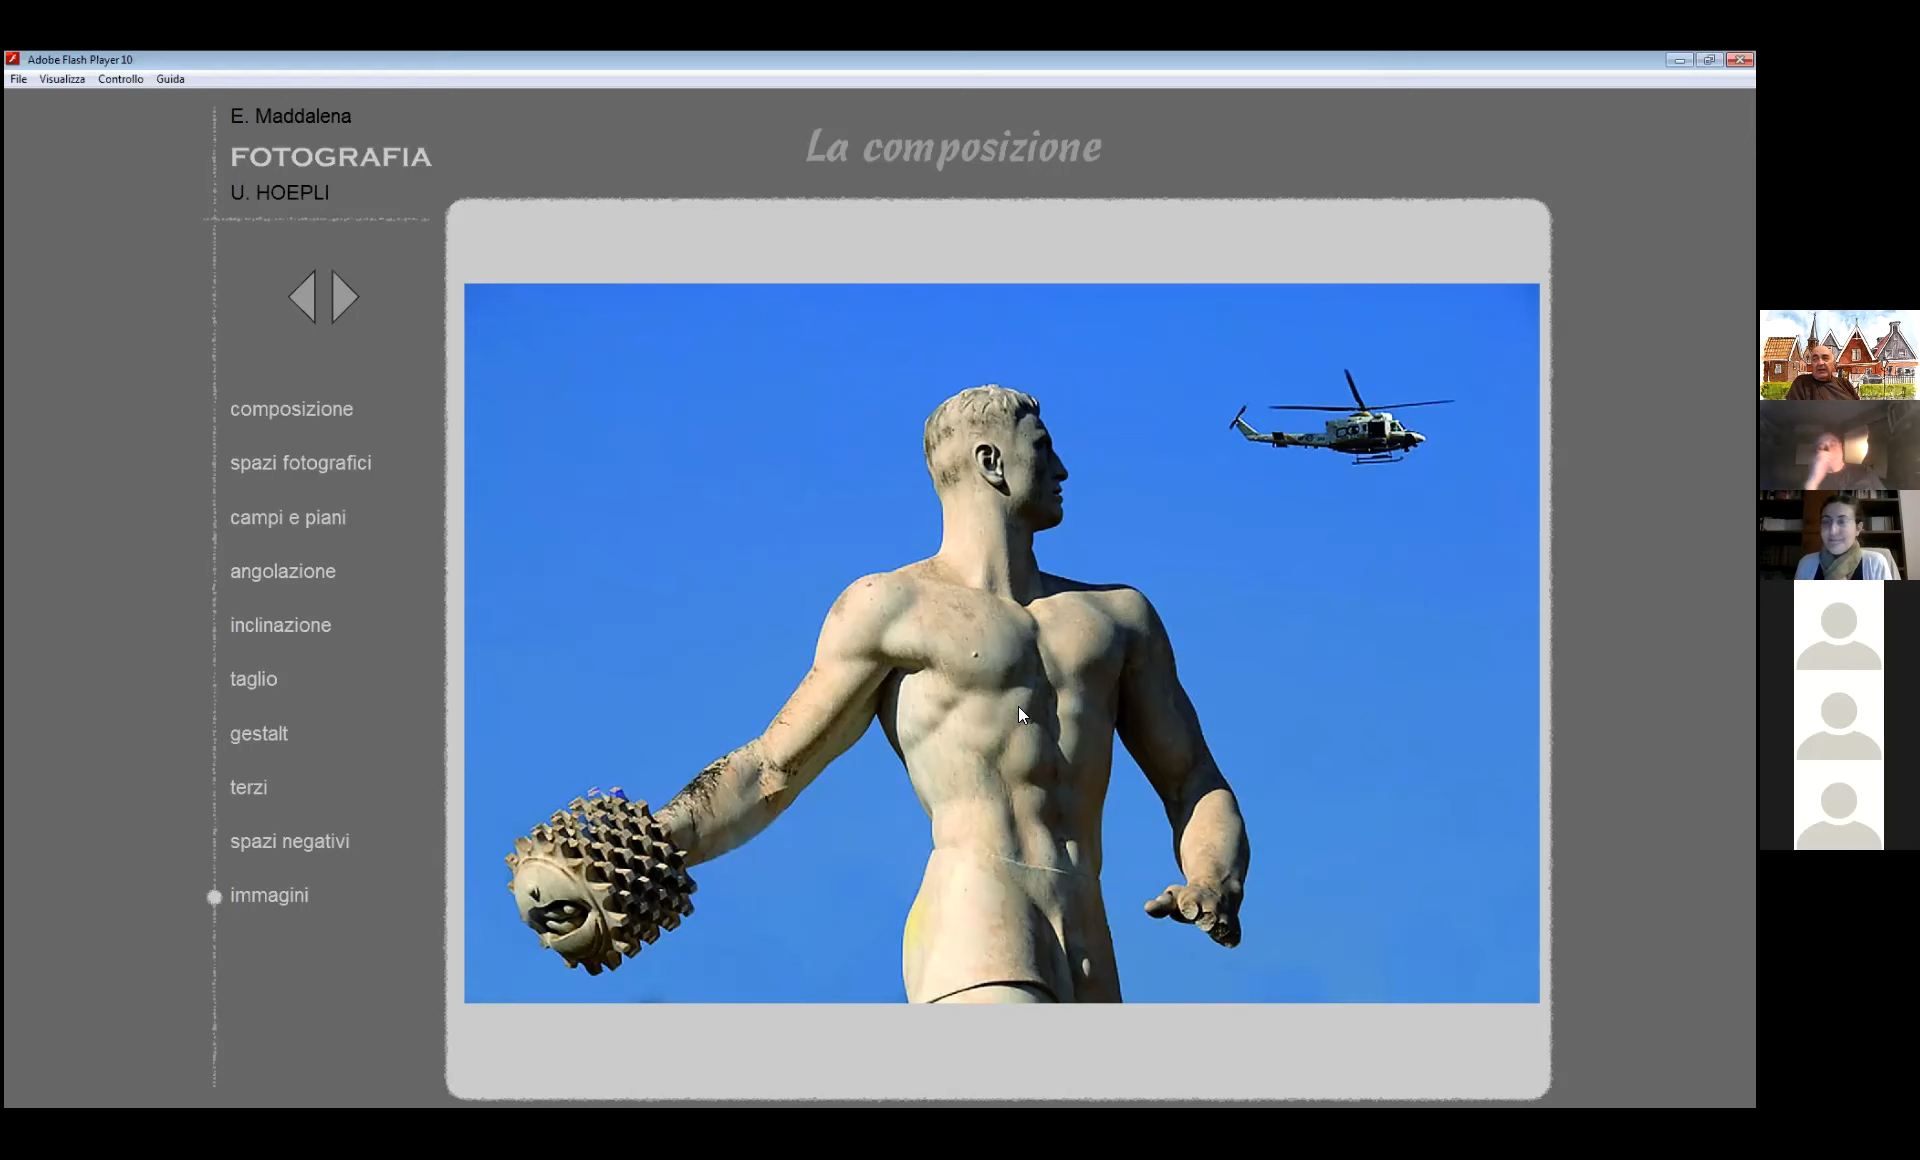 Adobe Flash Player 10
File Visualizza Controllo Guida
E. Maddalena
FOTOGRAFIA
U. HOEPLI
La composizione
composizione
spazi fotografici
campi e piani
angolazione
inclinazione
taglio
gestalt
terzi
spazi negativi
immagini